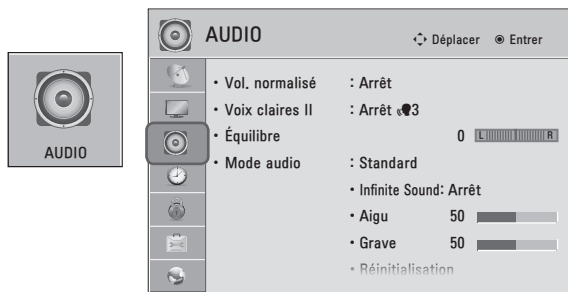 AUDIO
AUDIO
Déplacer Entrer
• Vol. normalisé : Arrêt
• Voix claires II : Arrêt 3
• Équilibre 0 L R
• Mode audio : Standard
• Infinite Sound: Arrêt
• Aigu 50
• Grave 50
• Réinitialisation